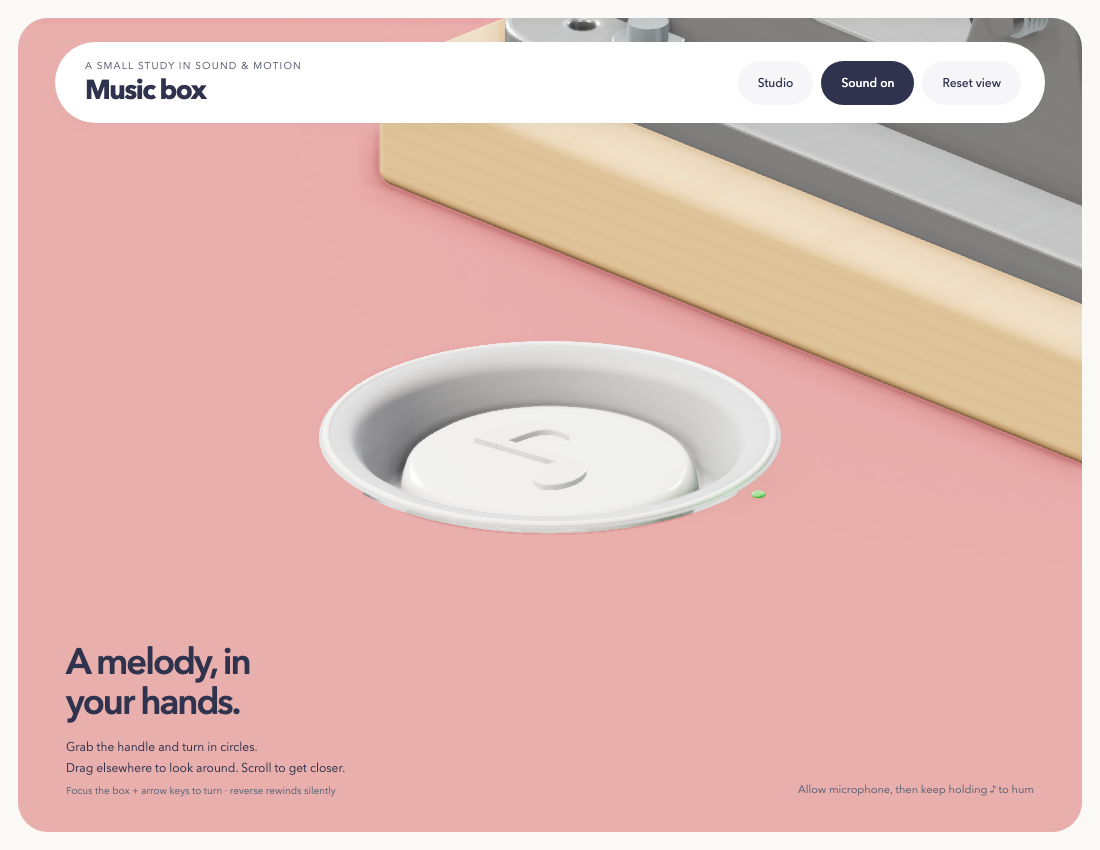 A SMALL STUDY IN SOUND & MOTION
Music box
Studio
Sound on
Reset view
A melody, in
your hands.
Grab the handle and turn in circles.
Drag elsewhere to look around. Scroll to get closer.
Focus the box + arrow keys to turn · reverse rewinds silently
Allow microphone, then keep holding ♪ to hum